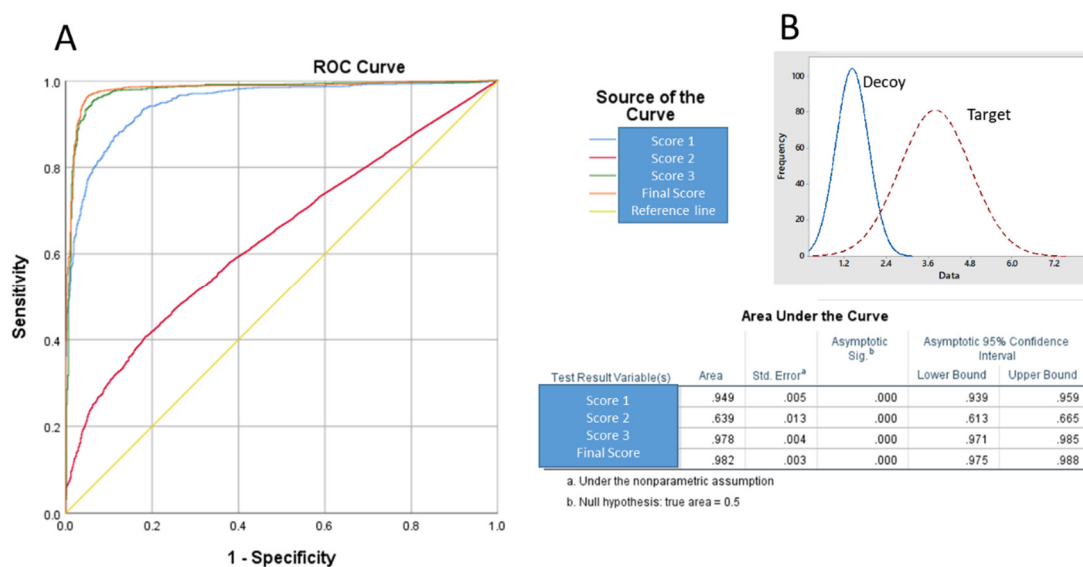 A
ROC Curve
1.0
0.8
0.6
0.4
0.2
0.0
0.0 0.2 0.4 0.6 0.8 1.0
Sensitivity
1 - Specificity
Source of the
Curve
Score 1
Score 2
Score 3
Final Score
Reference line
B
100
80
60
40
20
0
Frequency
Decoy
Target
1.2 2.4 3.6 4.8 6.0 7.2
Data
Area Under the Curve
Asymptotic Asymptotic 95% Confidence
Sig.b Interval
Test Result Variable(s) Area Std. Errora Lower Bound Upper Bound
Score 1 .949 .005 .000 .939 .959
Score 2 .639 .013 .000 .613 .665
Score 3 .978 .004 .000 .971 .985
Final Score .982 .003 .000 .975 .988
a. Under the nonparametric assumption
b. Null hypothesis: true area = 0.5